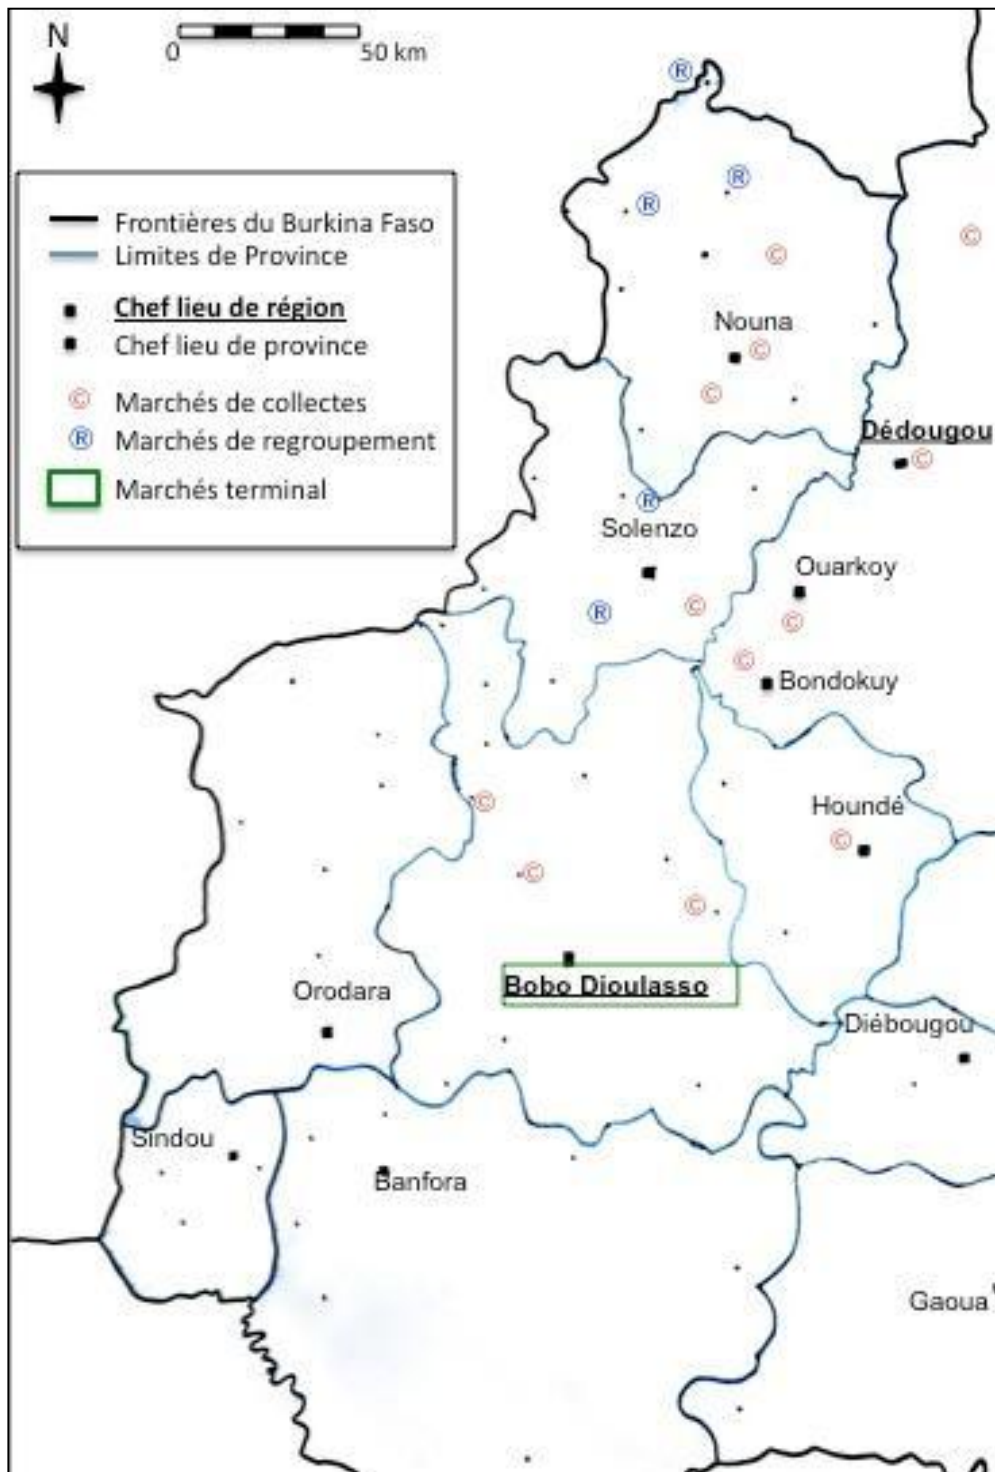 N
0 50 km
Frontières du Burkina Faso
Limites de Province
Chef lieu de région
Chef lieu de province
© Marchés de collectes
® Marchés de regroupement
Marchés terminal
®
®
®
©
©
Nouna
©
©
Dédougou
©
®
Solenzo
Ouarkoy
®
©
©
©
Bondokuy
©
Houndé
©
©
©
Bobo Dioulasso
Orodara
Diébougou
Sindou
Banfora
Gaoua